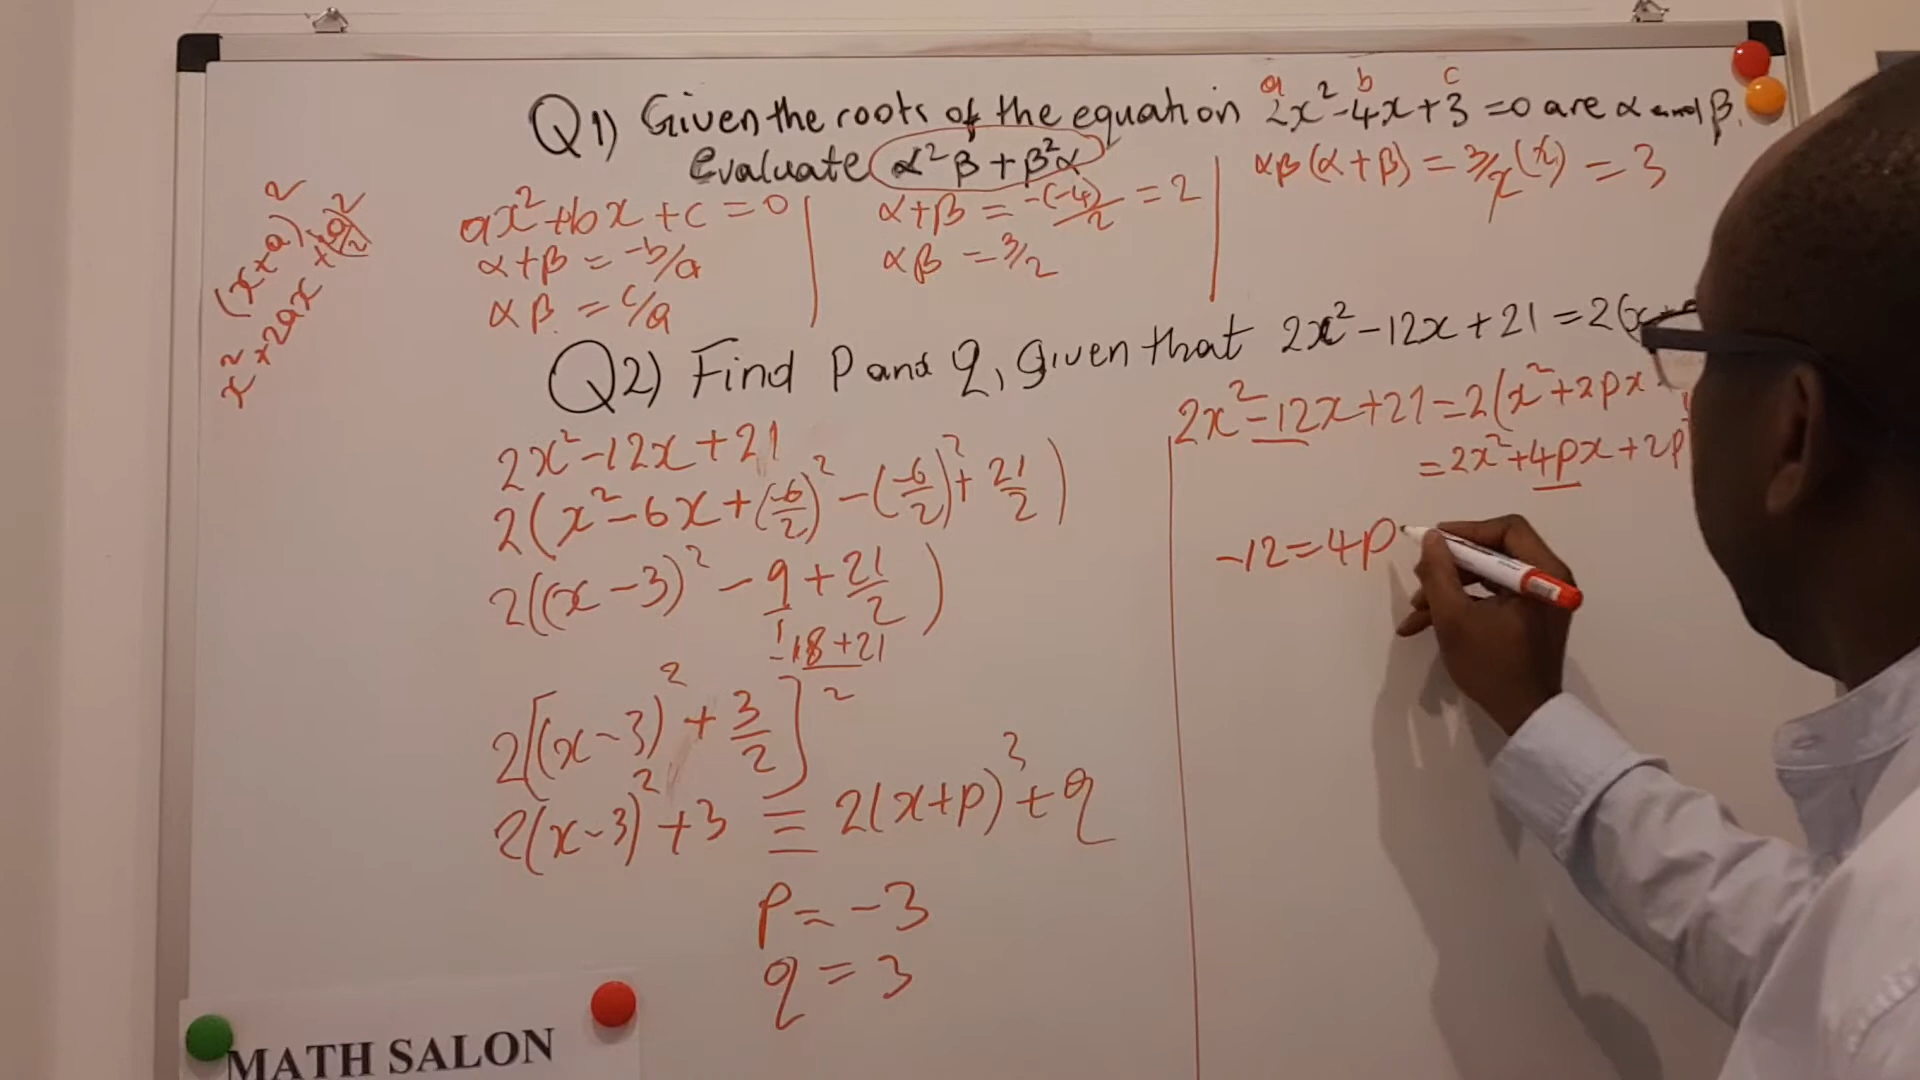 Q1) Given the roots of the equation 2x² - 4x + 3 = 0 are α and β.
a b c
Evaluate α²β + β²α
ax² + bx + c = 0
α + β = -b/a
αβ = c/a
α + β = -(-4)/2 = 2
αβ = 3/2
αβ(α + β) = 3/2(2) = 3
(x + a)²
x² + 2ax + a²
Q2) Find P and q, given that 2x² - 12x + 21 = 2(x +
2x² - 12x + 21
2(x² - 6x + (-6/2)² - (-6/2)² + 21/2)
2((x - 3)² - 9/1 + 21/2)
-18 + 21
2
2[(x - 3)² + 3/2]
2(x - 3)² + 3 ≡ 2(x + p)² + q
P = -3
q = 3
2x² - 12x + 21 = 2(x² + 2px
= 2x² + 4px + 2p
-12 = 4P
MATH SALON